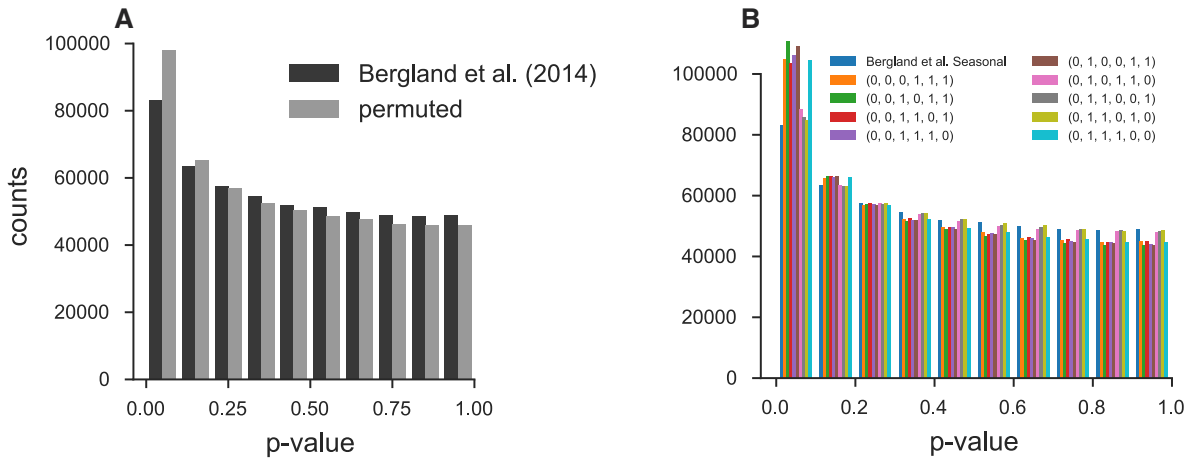 A
100000
80000
60000
40000
20000
0
counts
Bergland et al. (2014)
permuted
0.00 0.25 0.50 0.75 1.00
p-value
B
100000
80000
60000
40000
20000
0
Bergland et al. Seasonal
(0, 0, 0, 1, 1, 1)
(0, 0, 1, 0, 1, 1)
(0, 0, 1, 1, 0, 1)
(0, 0, 1, 1, 1, 0)
(0, 1, 0, 0, 1, 1)
(0, 1, 0, 1, 1, 0)
(0, 1, 1, 0, 0, 1)
(0, 1, 1, 0, 1, 0)
(0, 1, 1, 1, 0, 0)
0.0 0.2 0.4 0.6 0.8 1.0
p-value